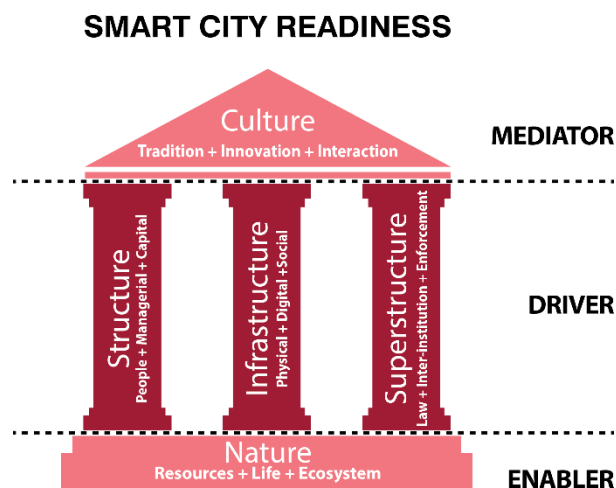 SMART CITY READINESS
Culture
Tradition + Innovation + Interaction
MEDIATOR
Structure
People + Managerial + Capital
Infrastructure
Physical + Digital +Social
Superstructure
Law + Inter-institution + Enforcement
DRIVER
Nature
Resources + Life + Ecosystem
ENABLER